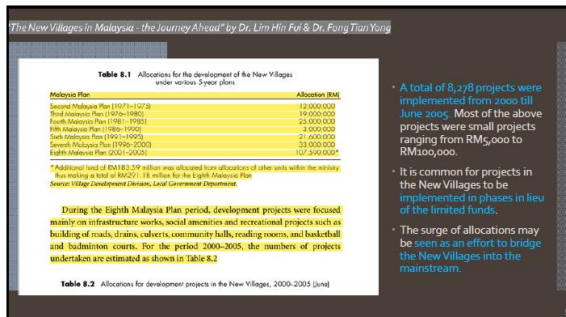 "The New Villages in Malaysia - the Journey Ahead" by Dr. Lim Hin Fui & Dr. Fong Tian Yong
Table 8.1 Allocations for the development of the New Villages
under various 5-year plans
Malaysia Plan Allocation (RM)
Second Malaysia Plan (1971–1975) 12 000 000
Third Malaysia Plan (1976–1980) 19 000 000
Fourth Malaysia Plan (1981–1985) 25 000 000
Fifth Malaysia Plan (1986–1990) 3 000 000
Sixth Malaysia Plan (1991–1995) 21 600 000
Seventh Malaysia Plan (1996–2000) 33 000 000
Eighth Malaysia Plan (2001–2005) 107 590 000*
*Additional fund of RM183.59 million was allocated from allocations of other units within the ministry
thus making a total of RM291.18 million for the Eighth Malaysia Plan
Source: Village Development Division, Local Government Department.
During the Eighth Malaysia Plan period, development projects were focused
mainly on infrastructure works, social amenities and recreational projects such as
building of roads, drains, culverts, community halls, reading rooms, and basketball
and badminton courts. For the period 2000–2005, the numbers of projects
undertaken are estimated as shown in Table 8.2
Table 8.2 Allocations for development projects in the New Villages, 2000–2005 (June)
• A total of 8,278 projects were
implemented from 2000 till
June 2005. Most of the above
projects were small projects
ranging from RM5,000 to
RM100,000.
• It is common for projects in
the New Villages to be
implemented in phases in lieu
of the limited funds.
• The surge of allocations may
be seen as an effort to bridge
the New Villages into the
mainstream.